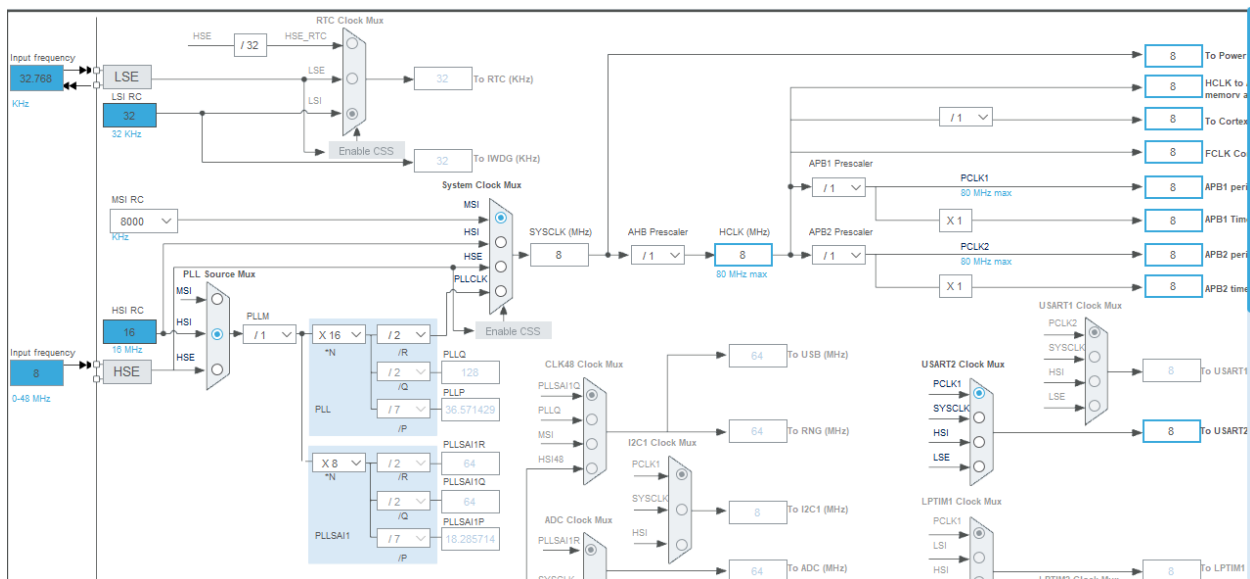 RTC Clock Mux
HSE
/ 32
HSE_RTC
Input frequency
32.768
KHz
LSE
LSE
32
To RTC (KHz)
LSI RC
32
32 KHz
LSI
Enable CSS
32
To IWDG (KHz)
8
To Power
8
HCLK to
memory a
/ 1
8
To Cortex
8
FCLK Co
APB1 Prescaler
/ 1
PCLK1
80 MHz max
8
APB1 peri
X 1
8
APB1 Tim
System Clock Mux
MSI RC
8000
KHz
MSI
HSI
HSE
PLLCLK
SYSCLK (MHz)
8
AHB Prescaler
/ 1
HCLK (MHz)
8
80 MHz max
APB2 Prescaler
/ 1
PCLK2
80 MHz max
8
APB2 peri
X 1
8
APB2 time
Enable CSS
PLL Source Mux
MSI
HSI
HSE
HSI RC
16
16 MHz
Input frequency
8
0-48 MHz
HSE
PLLM
/ 1
X 16
*N
/ 2
/R
PLLQ
/ 2
128
/Q
PLLP
/ 7
36.571429
/P
PLL
PLLSAI1R
X 8
*N
/ 2
64
/R
PLLSAI1Q
/ 2
64
/Q
PLLSAI1P
/ 7
18.285714
/P
PLLSAI1
CLK48 Clock Mux
PLLSAI1Q
PLLQ
MSI
HSI48
64
To USB (MHz)
64
To RNG (MHz)
I2C1 Clock Mux
PCLK1
SYSCLK
HSI
8
To I2C1 (MHz)
ADC Clock Mux
PLLSAI1R
64
To ADC (MHz)
USART1 Clock Mux
PCLK2
SYSCLK
HSI
LSE
8
To USART1
USART2 Clock Mux
PCLK1
SYSCLK
HSI
LSE
8
To USART2
LPTIM1 Clock Mux
PCLK1
LSI
HSI
8
To LPTIM1